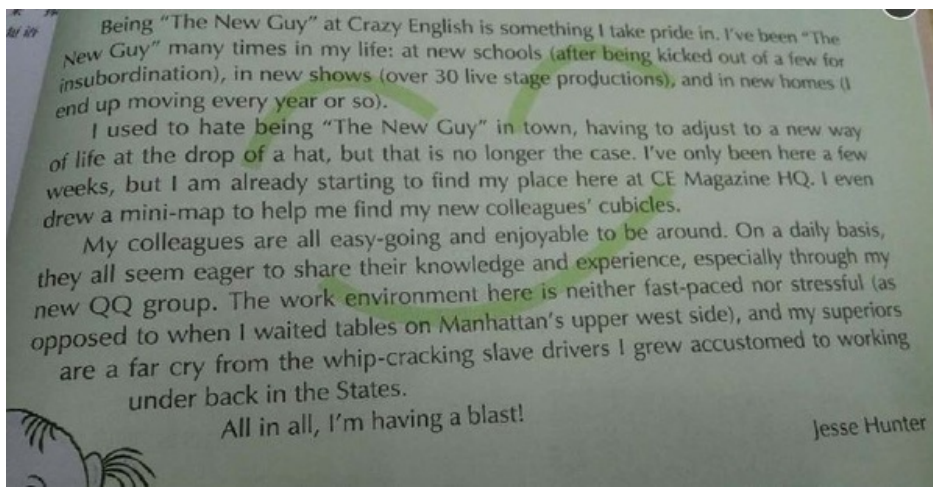 Being “The New Guy” at Crazy English is something I take pride in. I've been “The
New Guy” many times in my life: at new schools (after being kicked out of a few for
insubordination), in new shows (over 30 live stage productions), and in new homes (I
end up moving every year or so).
I used to hate being “The New Guy” in town, having to adjust to a new way
of life at the drop of a hat, but that is no longer the case. I've only been here a few
weeks, but I am already starting to find my place here at CE Magazine HQ. I even
drew a mini-map to help me find my new colleagues' cubicles.
My colleagues are all easy-going and enjoyable to be around. On a daily basis,
they all seem eager to share their knowledge and experience, especially through my
new QQ group. The work environment here is neither fast-paced nor stressful (as
opposed to when I waited tables on Manhattan's upper west side), and my superiors
are a far cry from the whip-cracking slave drivers I grew accustomed to working
under back in the States.
All in all, I'm having a blast!
Jesse Hunter